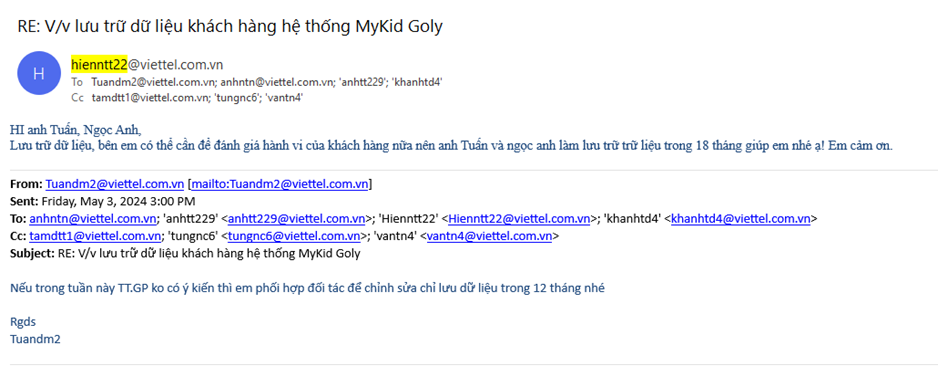 RE: V/v lưu trữ dữ liệu khách hàng hệ thống MyKid Goly
H
hienntt22@viettel.com.vn
To Tuandm2@viettel.com.vn; anhntn@viettel.com.vn; 'anhtt229'; 'khanhtd4'
Cc tamdtt1@viettel.com.vn; 'tungnc6'; 'vantn4'
HI anh Tuấn, Ngọc Anh,
Lưu trữ dữ liệu, bên em có thể cần để đánh giá hành vi của khách hàng nữa nên anh Tuấn và ngọc anh làm lưu trữ trữ liệu trong 18 tháng giúp em nhé ạ! Em cảm ơn.
From: Tuandm2@viettel.com.vn [mailto:Tuandm2@viettel.com.vn]
Sent: Friday, May 3, 2024 3:00 PM
To: anhntn@viettel.com.vn; 'anhtt229' <anhtt229@viettel.com.vn>; 'Hienntt22' <Hienntt22@viettel.com.vn>; 'khanhtd4' <khanhtd4@viettel.com.vn>
Cc: tamdtt1@viettel.com.vn; 'tungnc6' <tungnc6@viettel.com.vn>; 'vantn4' <vantn4@viettel.com.vn>
Subject: RE: V/v lưu trữ dữ liệu khách hàng hệ thống MyKid Goly
Nếu trong tuần này TT.GP ko có ý kiến thì em phối hợp đối tác để chỉnh sửa chỉ lưu dữ liệu trong 12 tháng nhé
Rgds
Tuandm2